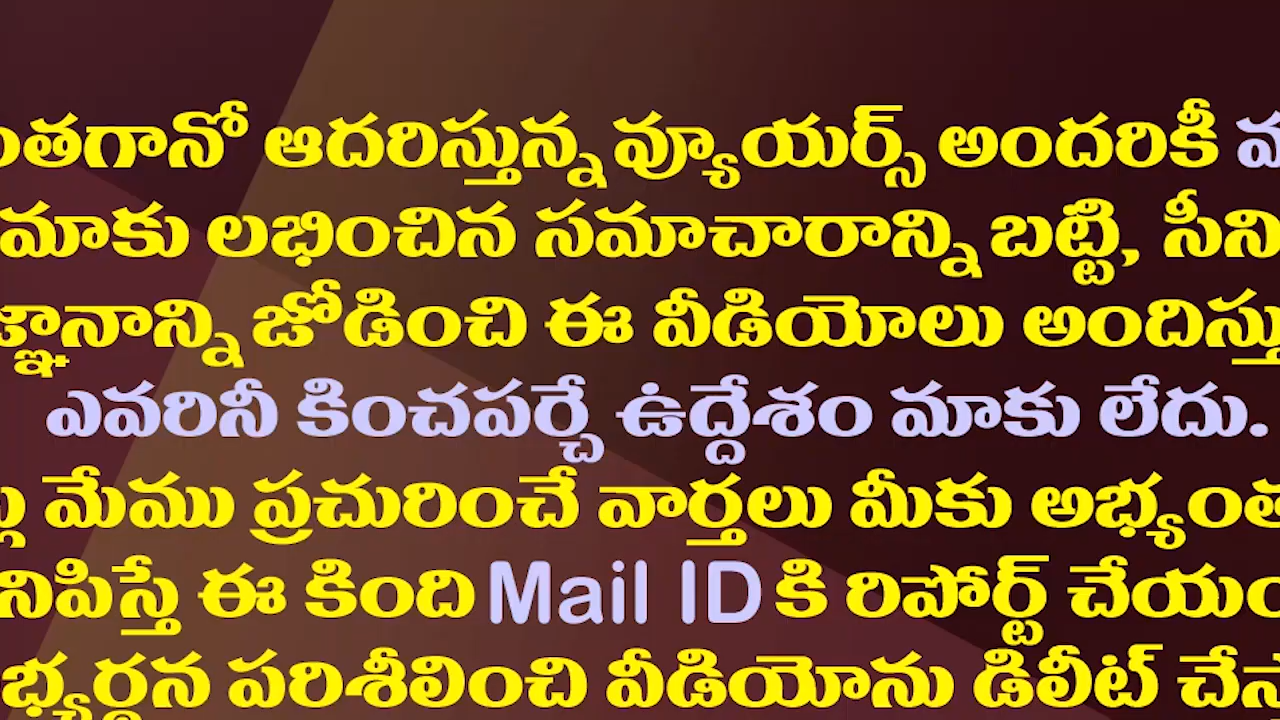 ంతగానో ఆదరిస్తున్న వ్యూయర్స్ అందరికీ
మాకు లభించిన సమాచారాన్ని బట్టి, సీని
జ్ఞానాన్ని జోడించి ఈ వీడియోలు అందిస్తు
ఎవరినీ కించపర్చే ఉద్దేశం మాకు లేదు.
మేము ప్రచురించే వార్తలు మీకు అభ్యంత
నిపిస్తే ఈ కింది Mail ID కి రిపోర్ట్ చేయం
భ్యర్థన పరిశీలించి వీడియోను డిలీట్ చేస